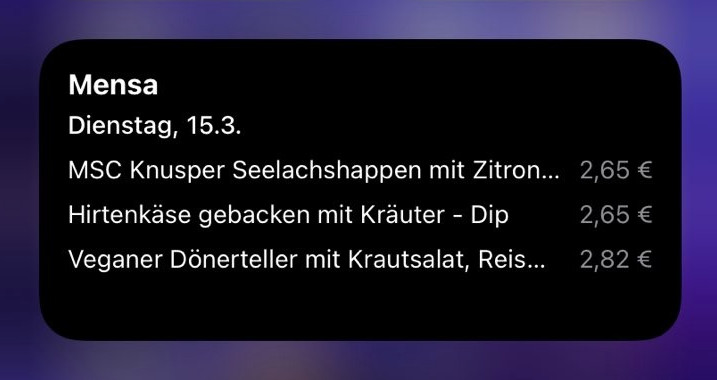 Mensa
Dienstag, 15.3.
MSC Knusper Seelachshappen mit Zitron... 2,65 €
Hirtenkäse gebacken mit Kräuter - Dip 2,65 €
Veganer Dönerteller mit Krautsalat, Reis... 2,82 €